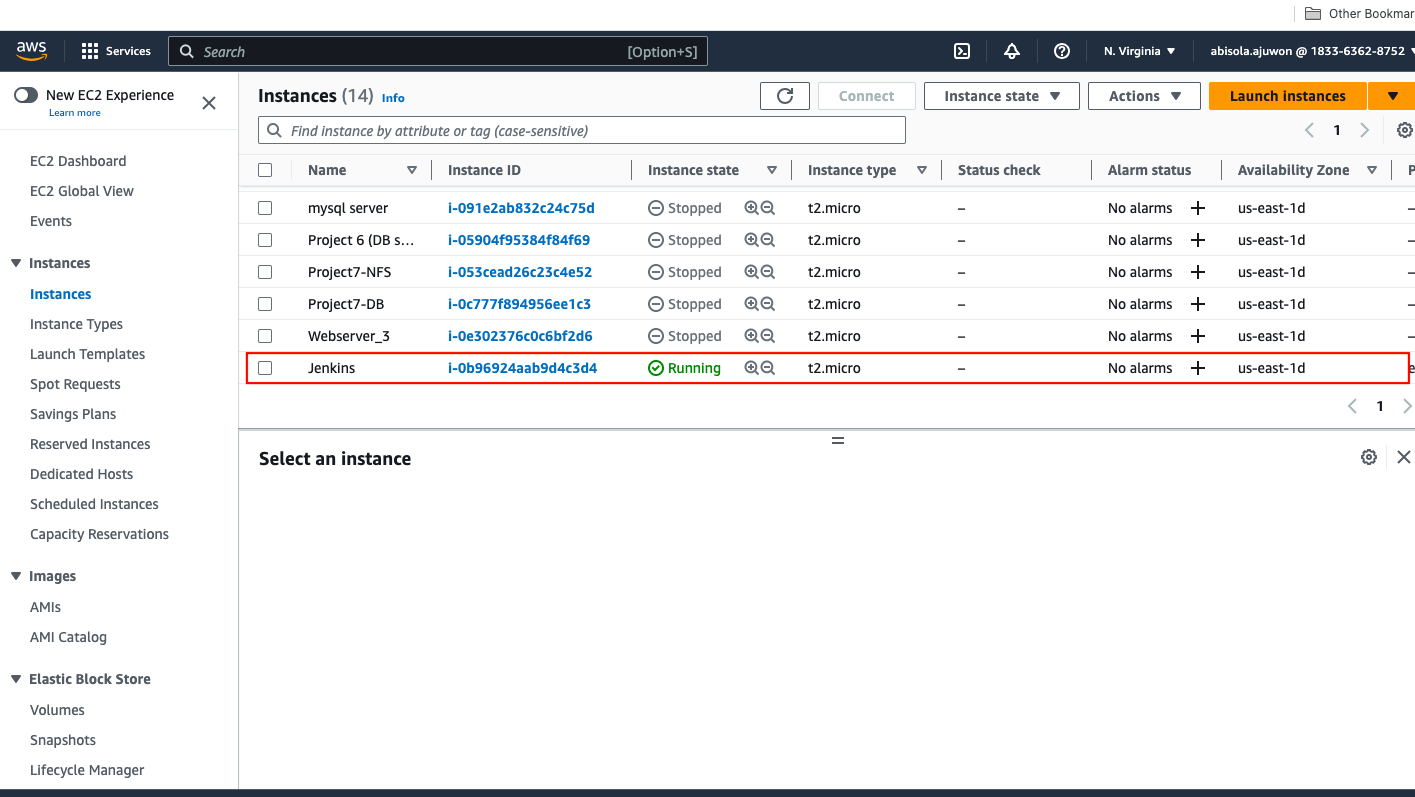 Other Bookmar
aws Services Search [Option+S] N. Virginia abisola.ajuwon @ 1833-6362-8752
New EC2 Experience
Learn more
EC2 Dashboard
EC2 Global View
Events
Instances
Instances
Instance Types
Launch Templates
Spot Requests
Savings Plans
Reserved Instances
Dedicated Hosts
Scheduled Instances
Capacity Reservations
Images
AMIs
AMI Catalog
Elastic Block Store
Volumes
Snapshots
Lifecycle Manager
Instances (14) Info Connect Instance state Actions Launch instances
Find instance by attribute or tag (case-sensitive) 1
Name Instance ID Instance state Instance type Status check Alarm status Availability Zone P
mysql server i-091e2ab832c24c75d Stopped t2.micro – No alarms + us-east-1d –
Project 6 (DB s... i-05904f95384f84f69 Stopped t2.micro – No alarms + us-east-1d –
Project7-NFS i-053cead26c23c4e52 Stopped t2.micro – No alarms + us-east-1d –
Project7-DB i-0c777f894956ee1c3 Stopped t2.micro – No alarms + us-east-1d –
Webserver_3 i-0e302376c0c6bf2d6 Stopped t2.micro – No alarms + us-east-1d –
Jenkins i-0b96924aab9d4c3d4 Running t2.micro – No alarms + us-east-1d e
1
Select an instance